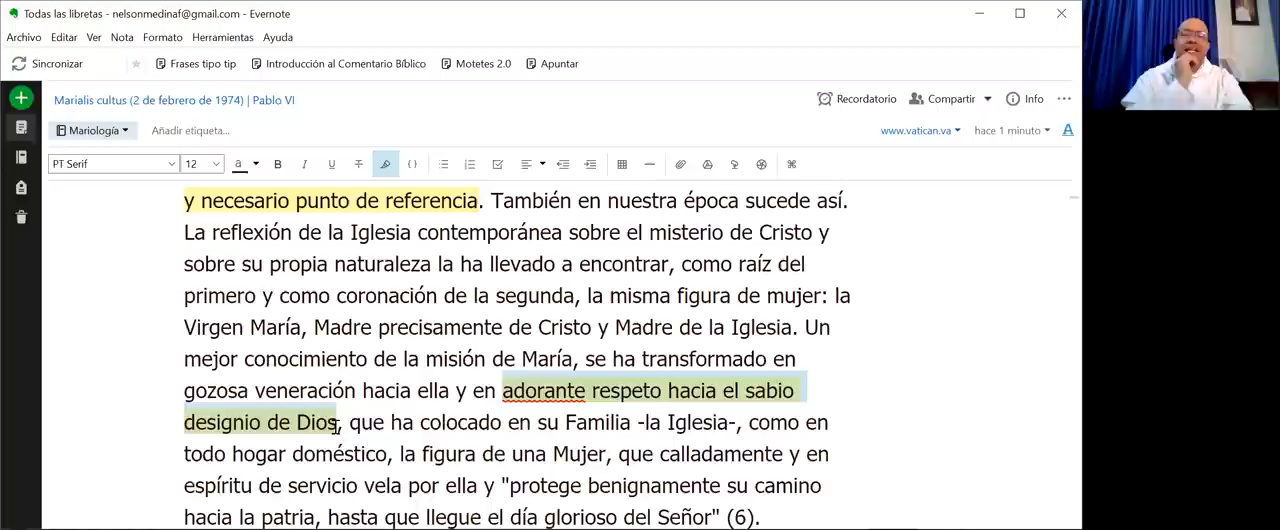 Todas las libretas - nelsonmedinaf@gmail.com - Evernote
Archivo Editar Ver Nota Formato Herramientas Ayuda
Sincronizar Frases tipo tip Introducción al Comentario Bíblico Motetes 2.0 Apuntar
Marialis cultus (2 de febrero de 1974) | Pablo VI Recordatorio Compartir Info
Mariología Añadir etiqueta... www.vatican.va hace 1 minuto A
PT Serif 12 a B I U T
y necesario punto de referencia. También en nuestra época sucede así.
La reflexión de la Iglesia contemporánea sobre el misterio de Cristo y
sobre su propia naturaleza la ha llevado a encontrar, como raíz del
primero y como coronación de la segunda, la misma figura de mujer: la
Virgen María, Madre precisamente de Cristo y Madre de la Iglesia. Un
mejor conocimiento de la misión de María, se ha transformado en
gozosa veneración hacia ella y en adorante respeto hacia el sabio
designio de Dios, que ha colocado en su Familia -la Iglesia-, como en
todo hogar doméstico, la figura de una Mujer, que calladamente y en
espíritu de servicio vela por ella y "protege benignamente su camino
hacia la patria, hasta que llegue el día glorioso del Señor" (6).